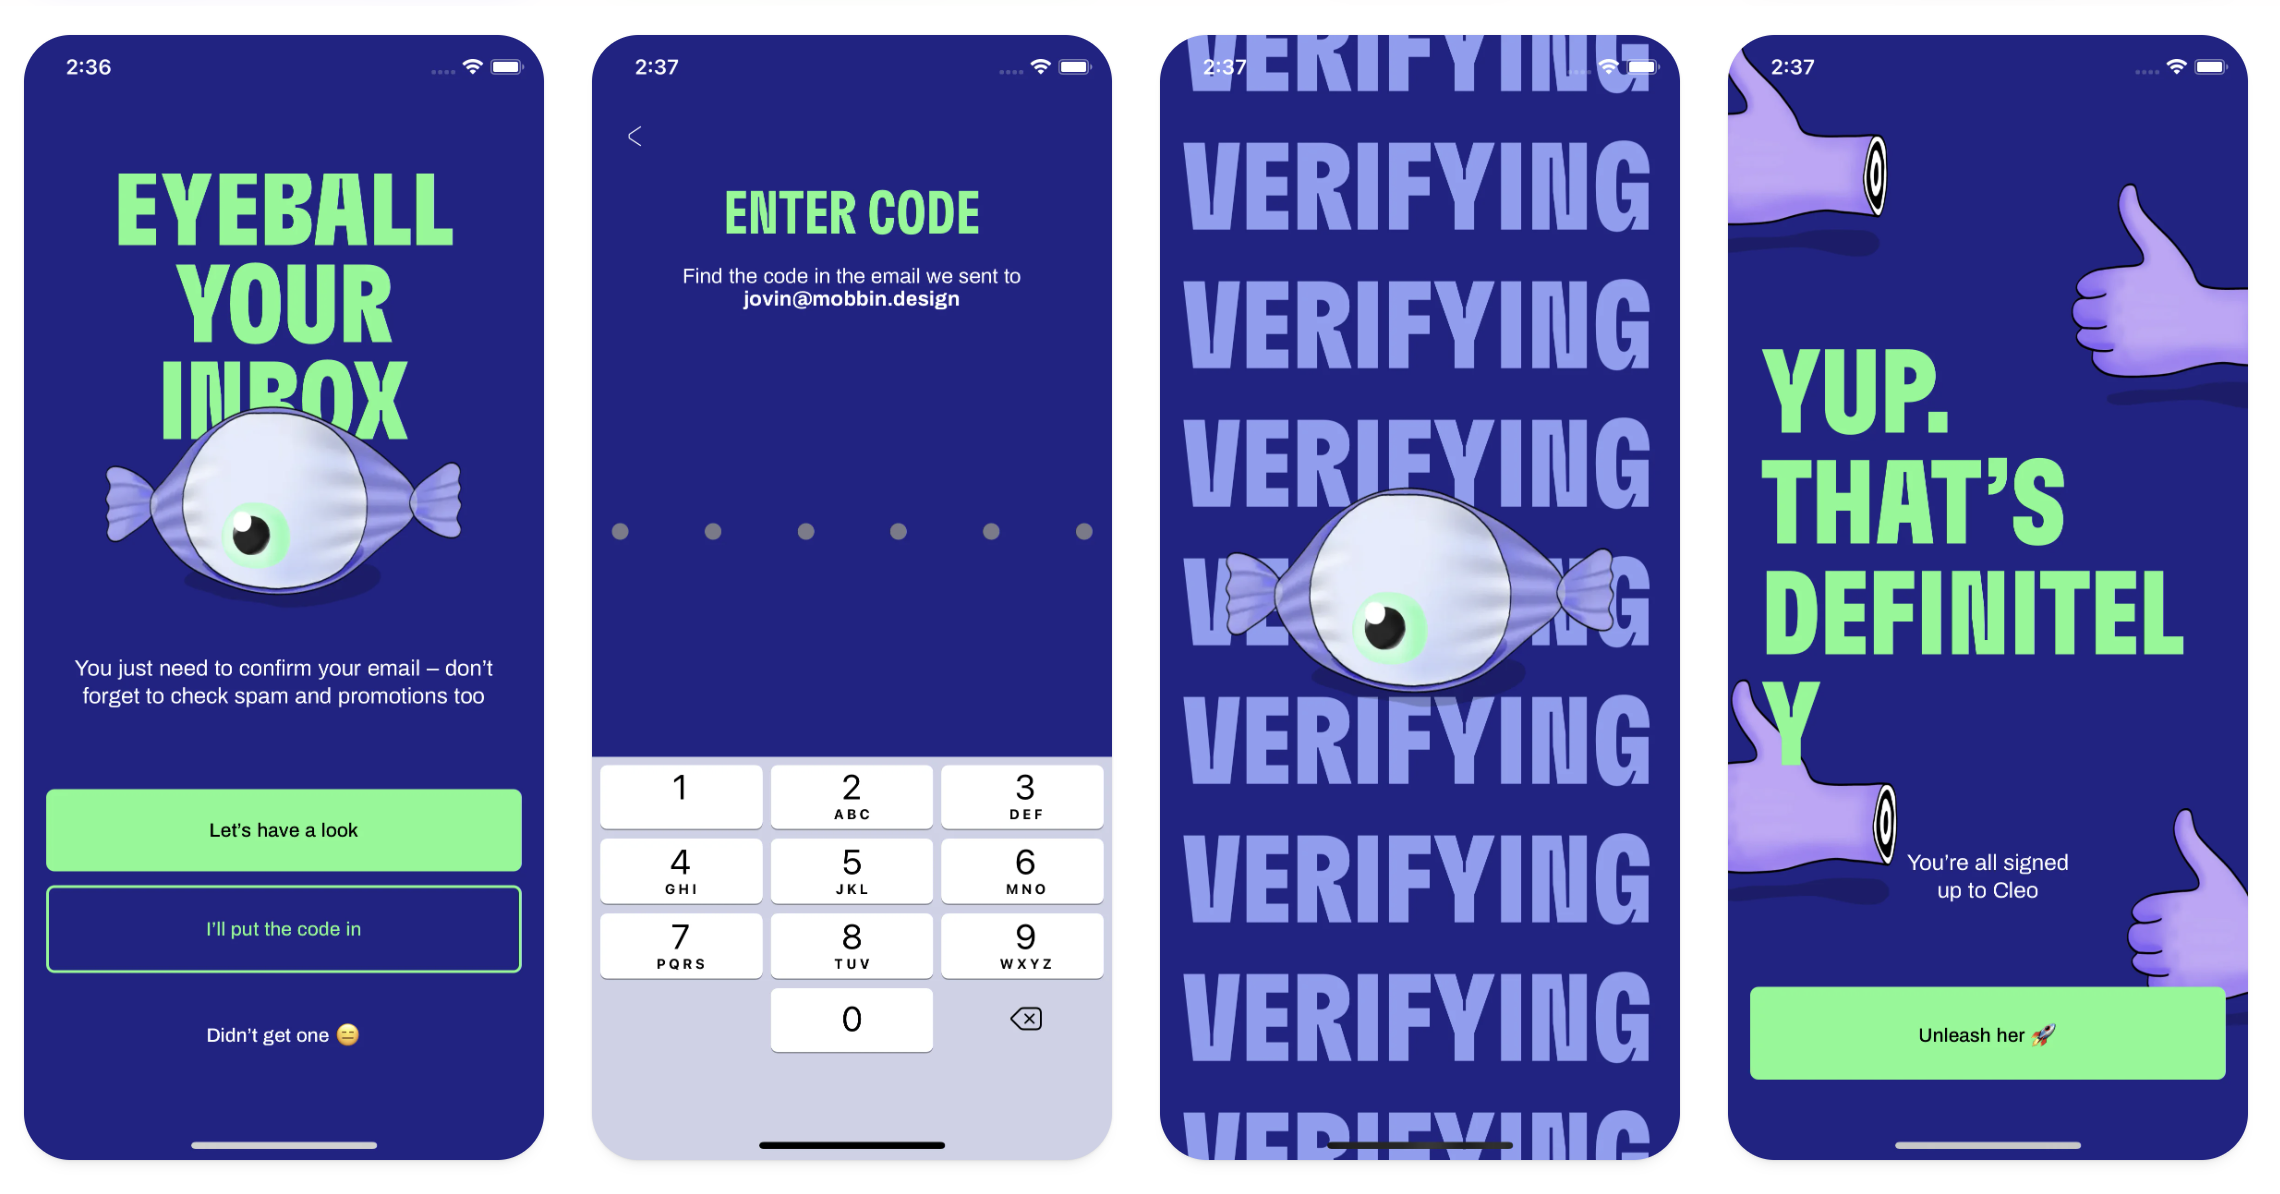 2:36
EYEBALL
YOUR
INBOX
You just need to confirm your email – don’t
forget to check spam and promotions too
Let’s have a look
I’ll put the code in
Didn’t get one 😑
2:37
ENTER CODE
Find the code in the email we sent to
jovin@mobbin.design
1
2
ABC
3
DEF
4
GHI
5
JKL
6
MNO
7
PQRS
8
TUV
9
WXYZ
0
2:37
VERIFYING
VERIFYING
VERIFYING
VERIFYING
VERIFYING
VERIFYING
VERIFYING
VERIFYING
VERIFYING
2:37
YUP.
THAT’S
DEFINITEL
Y
You’re all signed
up to Cleo
Unleash her 🚀